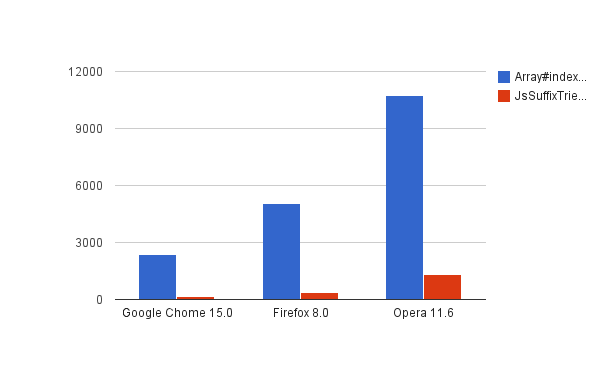 12000
9000
6000
3000
0
Google Chome 15.0
Firefox 8.0
Opera 11.6
Array#index...
JsSuffixTrie...